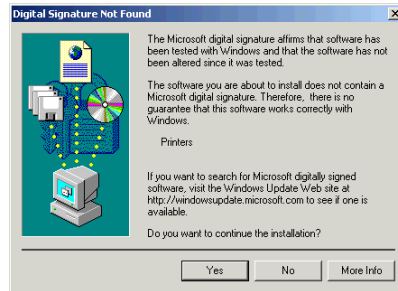 Digital Signature Not Found
The Microsoft digital signature affirms that software has
been tested with Windows and that the software has not
been altered since it was tested.
The software you are about to install does not contain a
Microsoft digital signature. Therefore, there is no
guarantee that this software works correctly with
Windows.
Printers
If you want to search for Microsoft digitally signed
software, visit the Windows Update Web site at
http://windowsupdate.microsoft.com to see if one is
available.
Do you want to continue the installation?
Yes No More Info